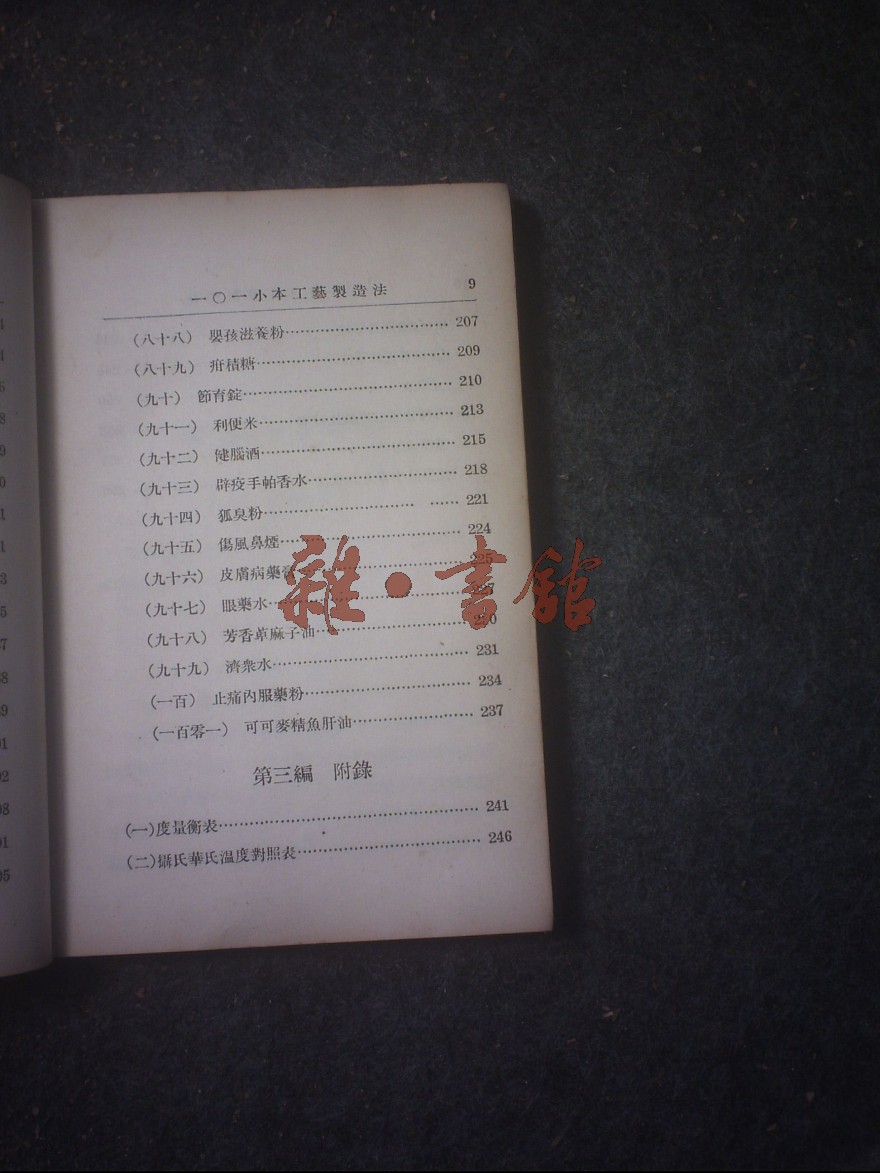 一〇一小本工藝製造法 9
(八十八) 嬰孩滋養粉 207
(八十九) 疳積糖 209
(九十) 節育錠 210
(九十一) 利便米 213
(九十二) 健腦酒 215
(九十三) 辟疫手帕香水 218
(九十四) 狐臭粉 221
(九十五) 傷風鼻煙 224
(九十六) 皮膚病藥膏
(九十七) 眼藥水
(九十八) 芳香萆麻子油
(九十九) 濟衆水 231
(一百) 止痛內服藥粉 234
(一百零一) 可可麥精魚肝油 237
第三編 附錄
(一)度量衡表 241
(二)攝氏華氏溫度對照表 246
雜·書館